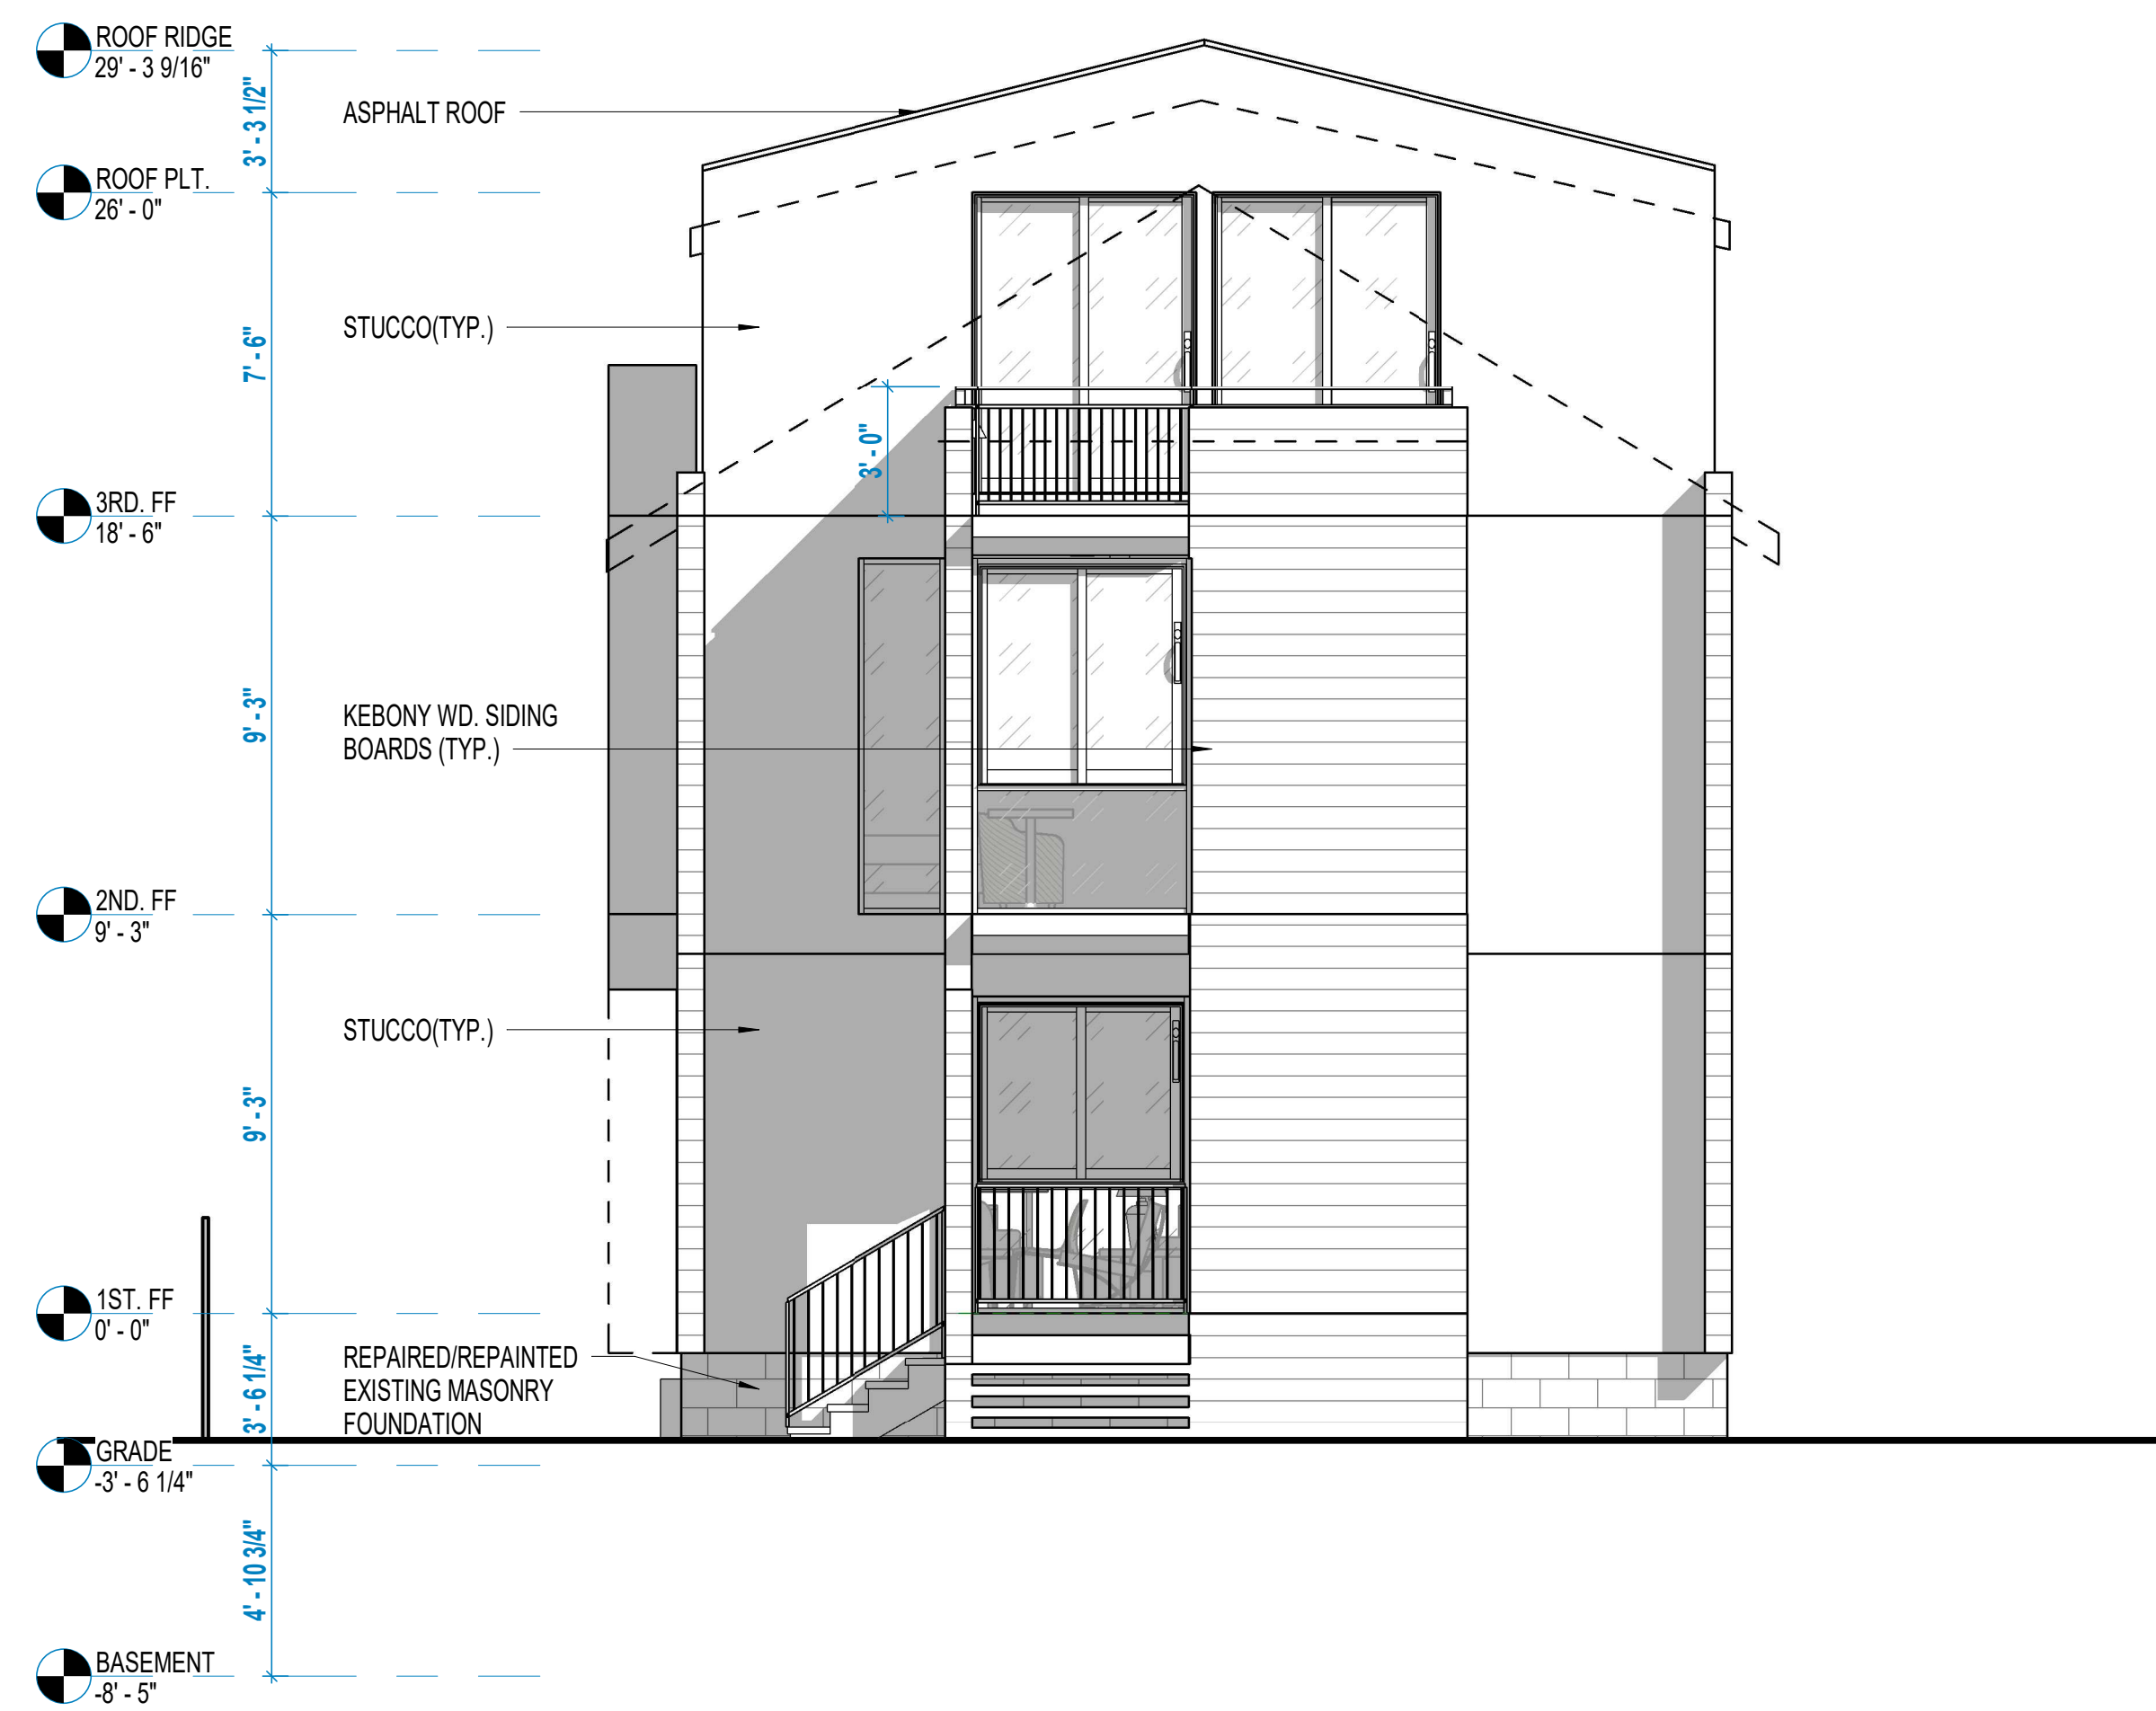 ROOF RIDGE
29' - 3 9/16"
3' - 3 1/2"
ASPHALT ROOF
ROOF PLT.
26' - 0"
7' - 6"
STUCCO(TYP.)
3' - 0"
3RD. FF
18' - 6"
9' - 3"
KEBONY WD. SIDING
BOARDS (TYP.)
2ND. FF
9' - 3"
STUCCO(TYP.)
9' - 3"
1ST. FF
0' - 0"
3' - 6 1/4"
REPAIRED/REPAINTED
EXISTING MASONRY
FOUNDATION
GRADE
-3' - 6 1/4"
4' - 10 3/4"
BASEMENT
-8' - 5"